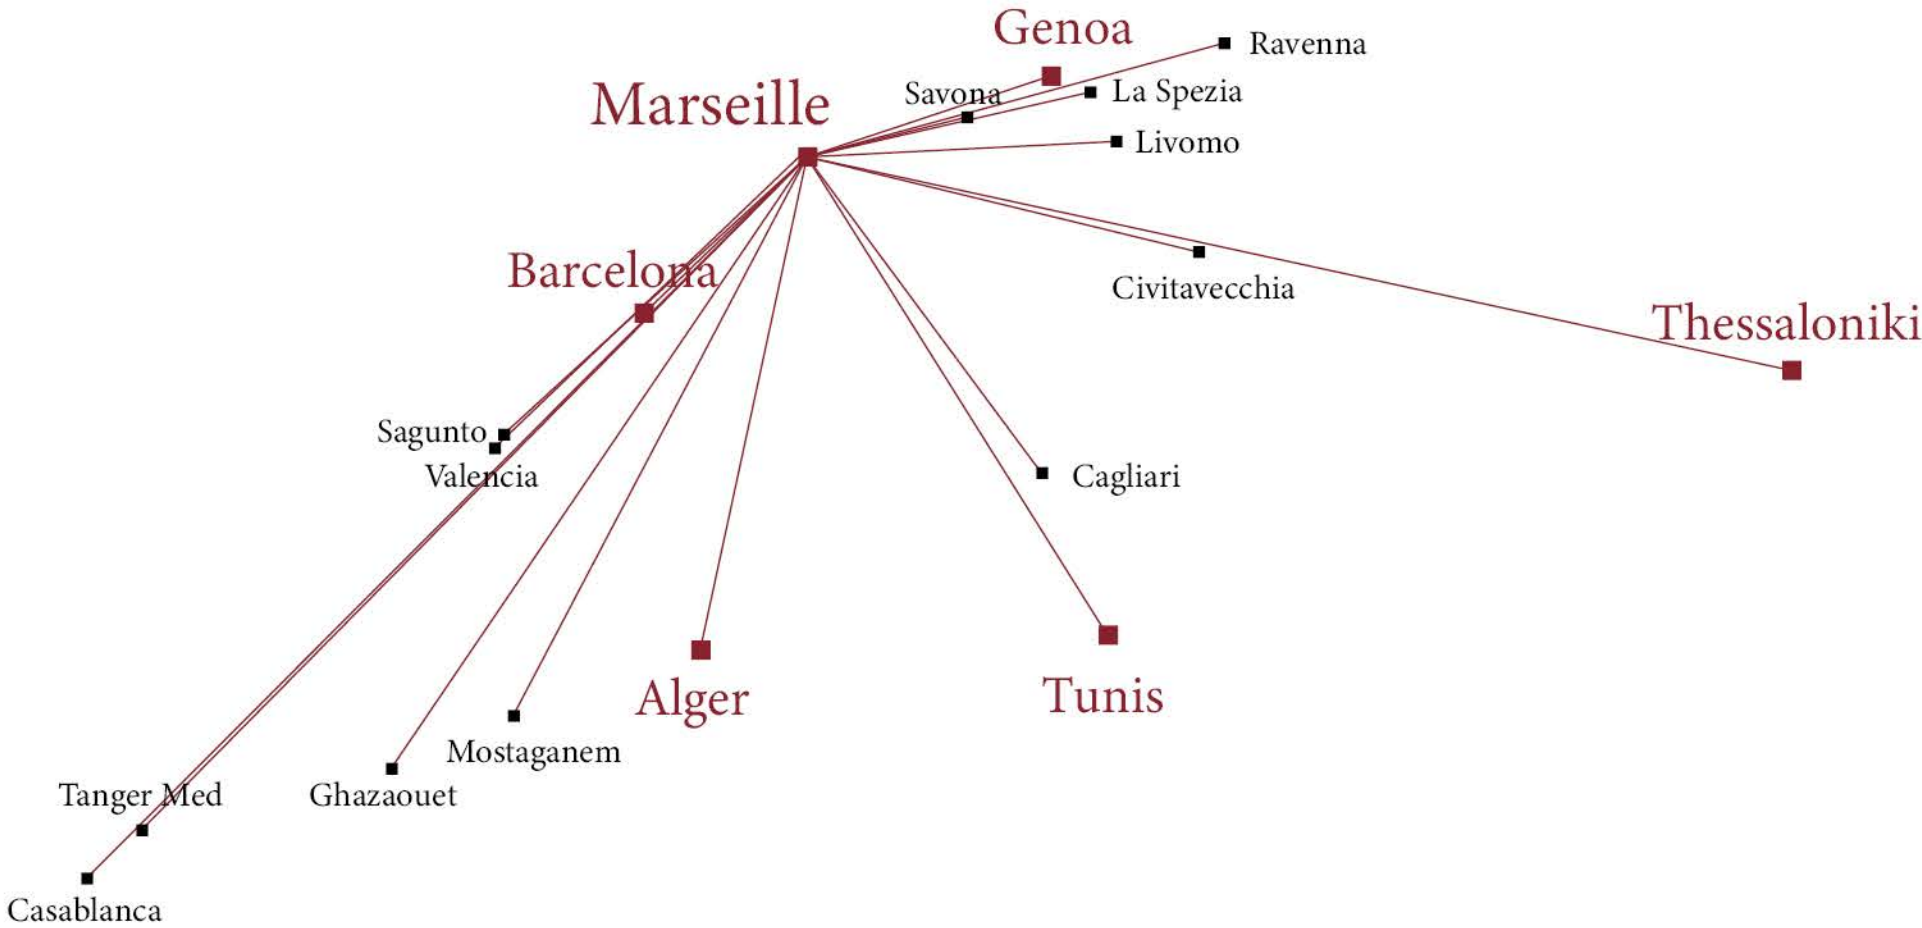 Genoa
Ravenna
Marseille
Savona
La Spezia
Livomo
Barcelona
Civitavecchia
Thessaloniki
Sagunto
Valencia
Cagliari
Alger
Tunis
Mostaganem
Tanger Med
Ghazaouet
Casablanca